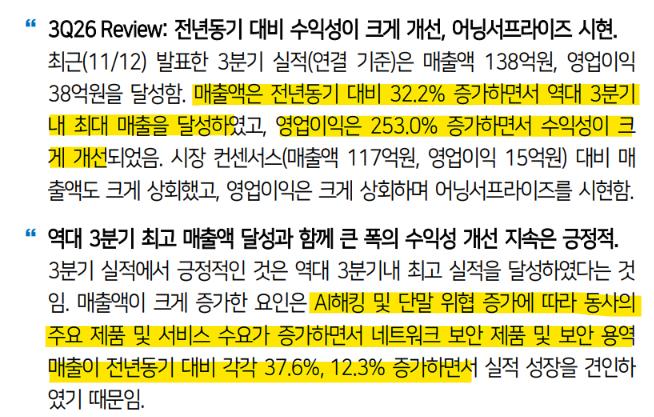 “ 3Q26 Review: 전년동기 대비 수익성이 크게 개선, 어닝서프라이즈 시현.
최근(11/12) 발표한 3분기 실적(연결 기준)은 매출액 138억원, 영업이익
38억원을 달성함. 매출액은 전년동기 대비 32.2% 증가하면서 역대 3분기
내 최대 매출을 달성하였고, 영업이익은 253.0% 증가하면서 수익성이 크
게 개선되었음. 시장 컨센서스(매출액 117억원, 영업이익 15억원) 대비 매
출액도 크게 상회했고, 영업이익은 크게 상회하며 어닝서프라이즈를 시현함.
“ 역대 3분기 최고 매출액 달성과 함께 큰 폭의 수익성 개선 지속은 긍정적.
3분기 실적에서 긍정적인 것은 역대 3분기내 최고 실적을 달성하였다는 것
임. 매출액이 크게 증가한 요인은 AI해킹 및 단말 위협 증가에 따라 동사의
주요 제품 및 서비스 수요가 증가하면서 네트워크 보안 제품 및 보안 용역
매출이 전년동기 대비 각각 37.6%, 12.3% 증가하면서 실적 성장을 견인하
였기 때문임.